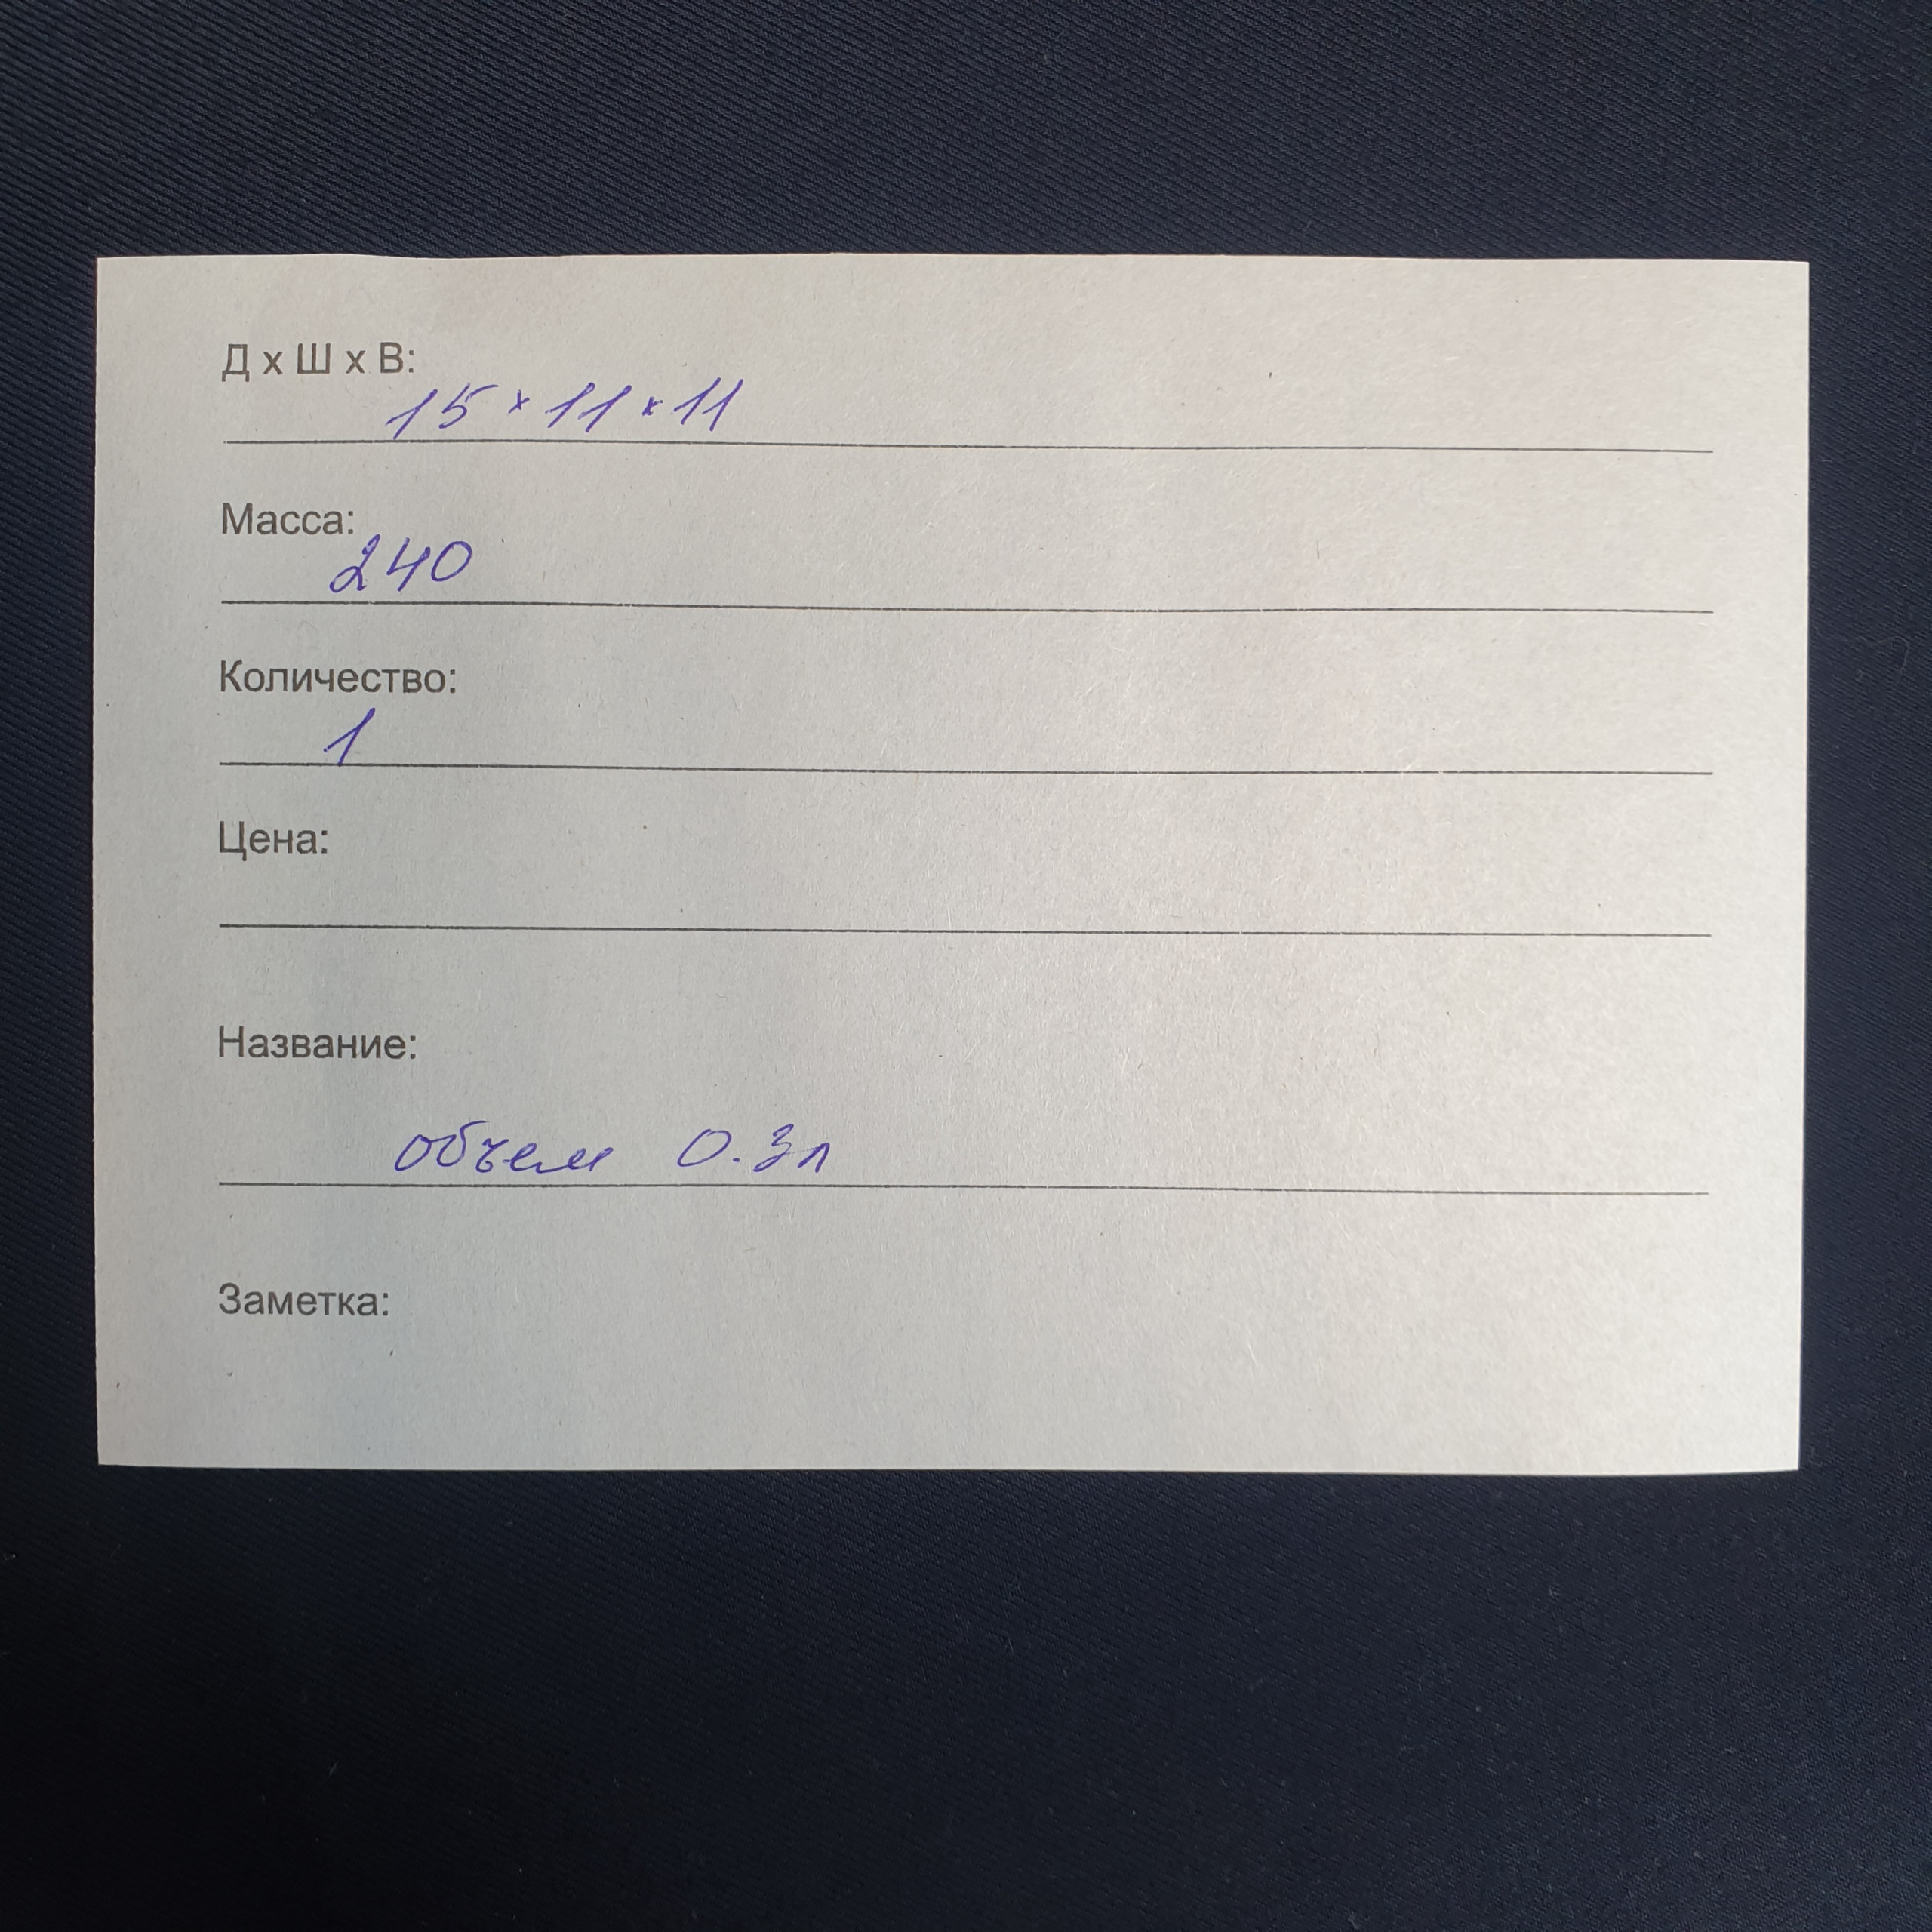 Д х Ш х В:
15 × 11 × 11
Масса:
240
Количество:
1
Цена:
Название:
объем 0.3л
Заметка: